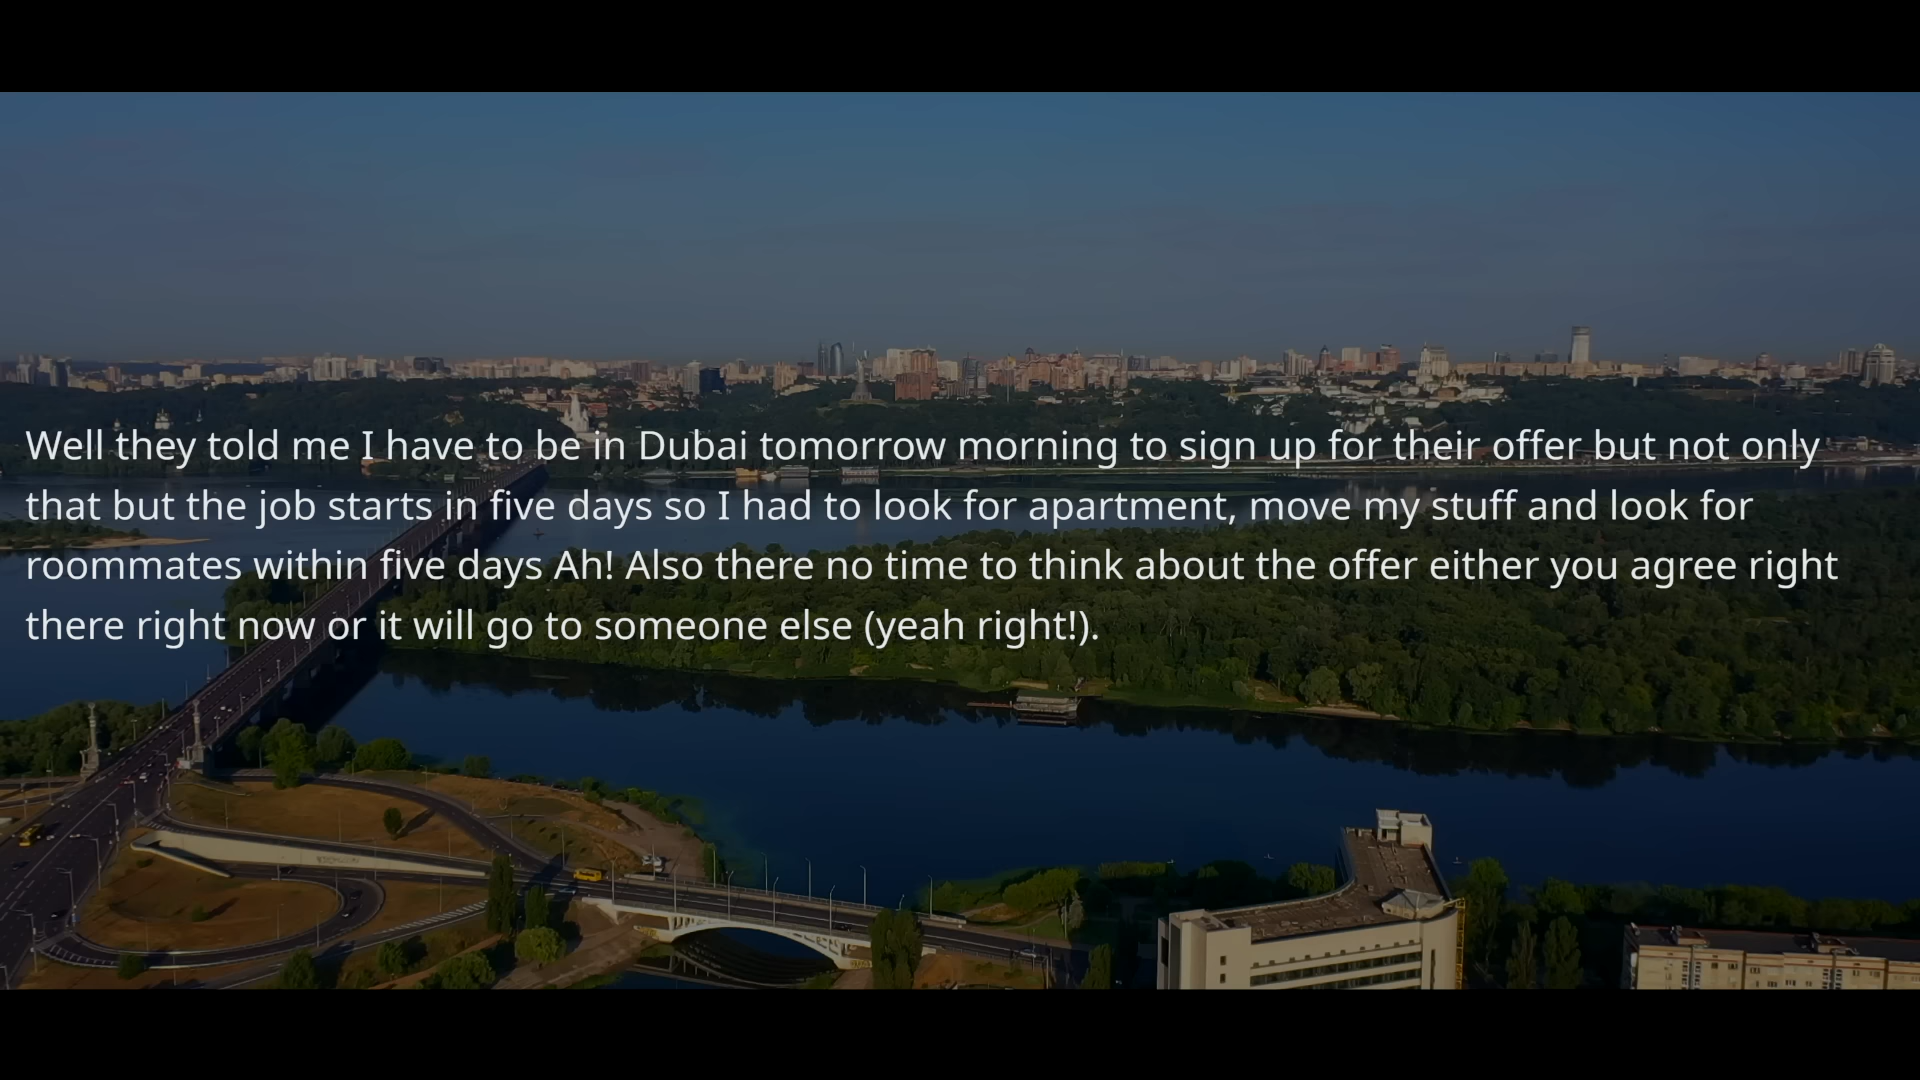 Well they told me I have to be in Dubai tomorrow morning to sign up for their offer but not only
that but the job starts in five days so I had to look for apartment, move my stuff and look for
roommates within five days Ah! Also there no time to think about the offer either you agree right
there right now or it will go to someone else (yeah right!).